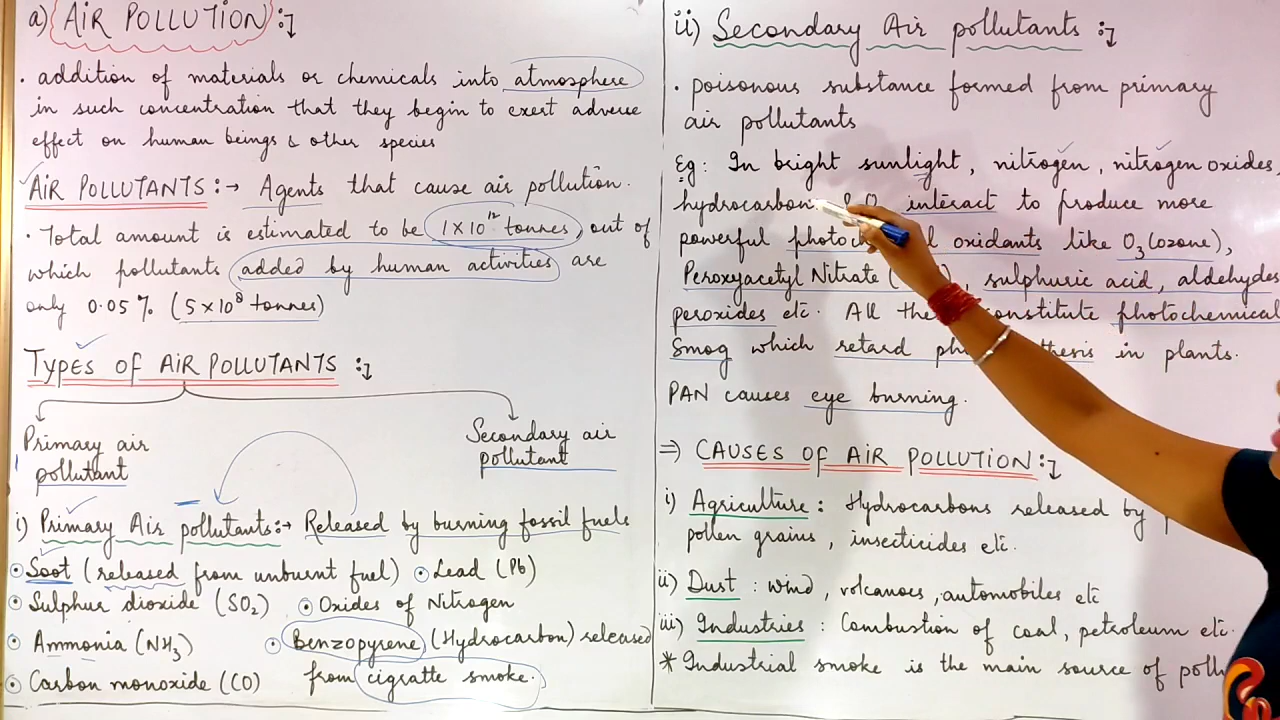 a) AIR POLLUTION :↴
· addition of materials or chemicals into atmosphere
in such concentration that they begin to exert adverse
effect on human beings & other species
AIR POLLUTANTS :→ Agents that cause air pollution.
· Total amount is estimated to be 1×10¹² tonnes, out of
which pollutants added by human activities are
only 0.05% (5×10⁸ tonnes)
TYPES OF AIR POLLUTANTS :↴
Primary air
pollutant
Secondary air
pollutant
i) Primary Air pollutants:→ Released by burning fossil fuels
⊙ Soot (released from unburnt fuel) ⊙ Lead (Pb)
⊙ Sulphur dioxide (SO₂) ⊙ Oxides of Nitrogen
⊙ Ammonia (NH₃) ⊙ Benzopyrene (Hydrocarbon) released
⊙ Carbon monoxide (CO) from cigratte smoke.
ii) Secondary Air pollutants :↴
· poisonous substance formed from primary
air pollutants
Eg: In bright sunlight, nitrogen, nitrogen oxides,
hydrocarbon interact to produce more
powerful oxidants like O₃(ozone),
Peroxyacetyl Nitrate sulphuric acid, aldehydes
peroxides etc. All photochemical
Smog which retard in plants.
PAN causes eye burning.
⇒ CAUSES OF AIR POLLUTION :↴
i) Agriculture : Hydrocarbons released by
pollen grains, insecticides etc.
ii) Dust : wind, volcanoes, automobiles etc
iii) Industries : Combustion of coal, petroleum etc.
* Industrial smoke is the main source of